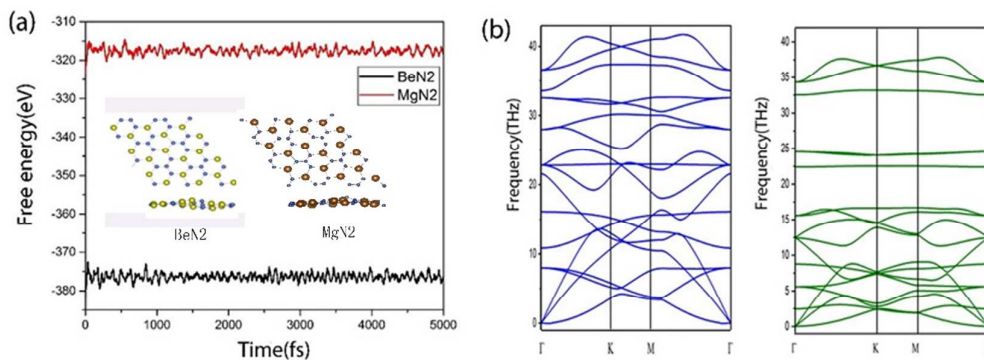 (a)
Free energy(eV)
-310
-320
-330
-340
-350
-360
-370
-380
BeN2
MgN2
BeN2
MgN2
0
1000
2000
3000
4000
5000
Time(fs)
(b)
Frequency(THz)
40
30
20
10
0
Γ
K
M
Γ
Frequency(THz)
40
35
30
25
20
15
10
5
0
Γ
K
M